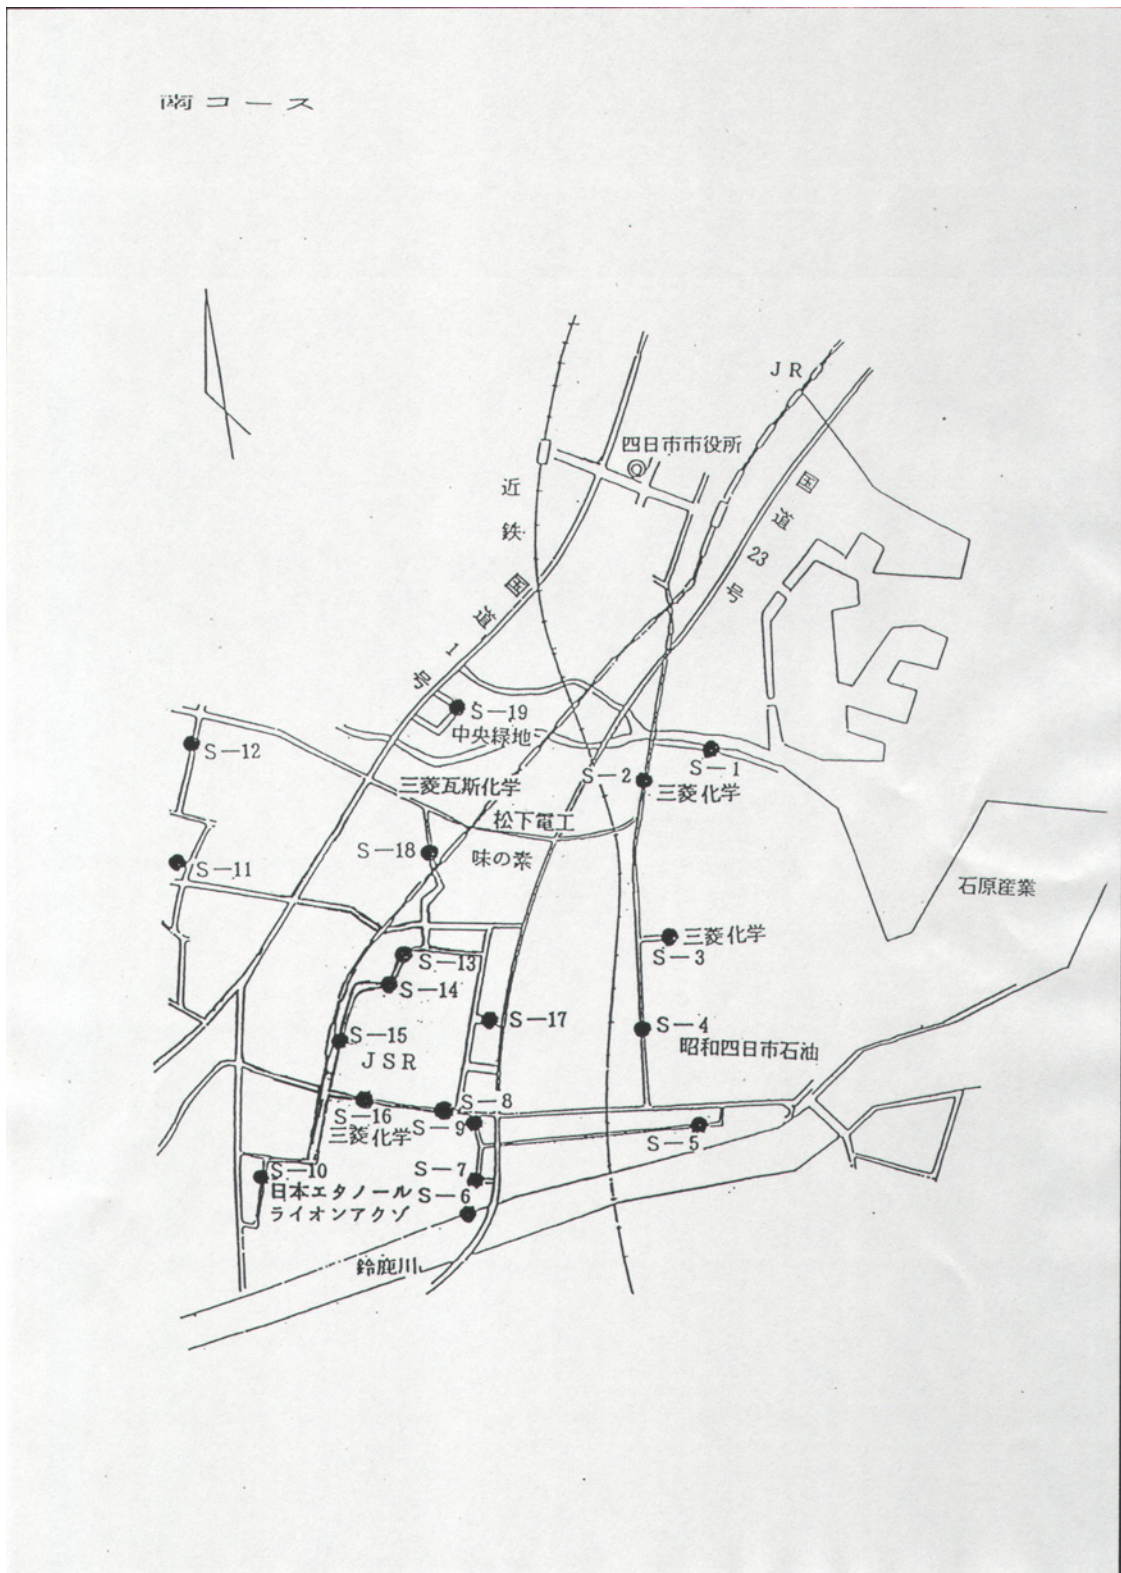 南コース
JR
四日市市役所
近鉄
国道23号
国道1号
S-19
中央緑地
S-12
S-1
S-2
三菱化学
三菱瓦斯化学
松下電工
S-18
味の素
S-11
石原産業
三菱化学
S-3
S-13
S-14
S-17
S-4
昭和四日市石油
S-15
JSR
S-8
S-16
S-9
三菱化学
S-5
S-7
S-10
S-6
日本エタノール
ライオンアクゾ
鈴鹿川